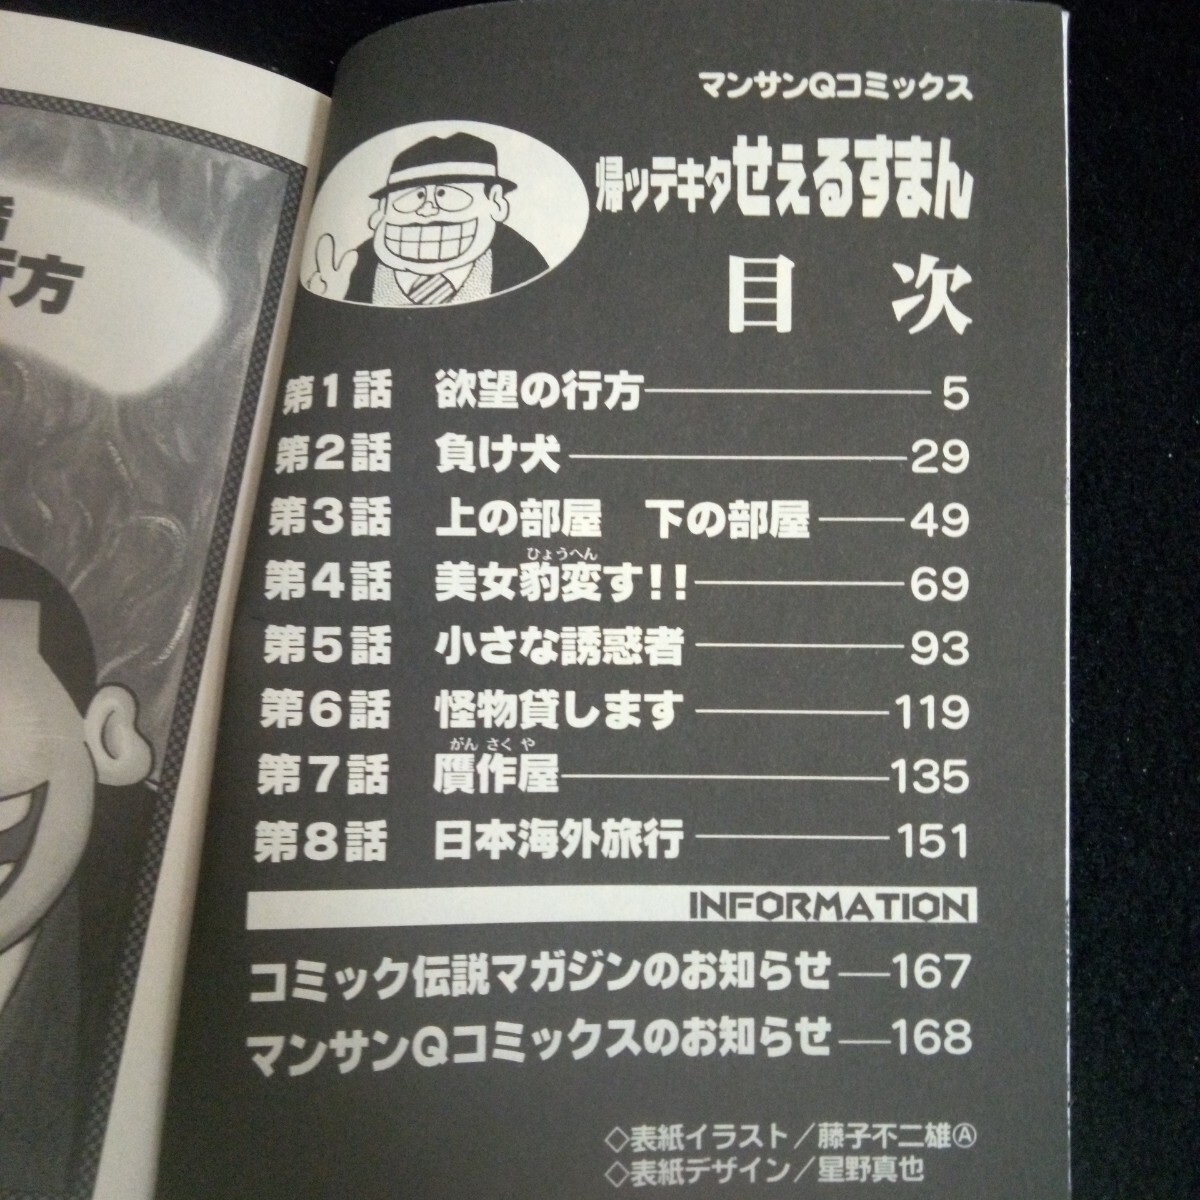 行方
マンサンQコミックス
帰ッテキタせぇるすまん
目 次
第1話 欲望の行方 5
第2話 負け犬 29
第3話 上の部屋 下の部屋 49
ひょうへん
第4話 美女豹変す!! 69
第5話 小さな誘惑者 93
第6話 怪物貸します 119
がん さく や
第7話 贋作屋 135
第8話 日本海外旅行 151
INFORMATION
コミック伝説マガジンのお知らせ 167
マンサンQコミックスのお知らせ 168
◇表紙イラスト/藤子不二雄Ⓐ
◇表紙デザイン/星野真也